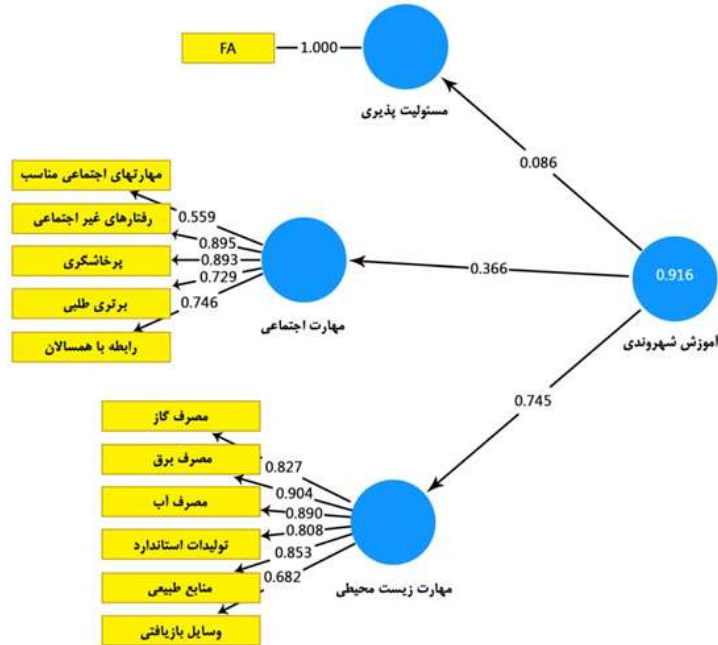 FA
1.000
مسئولیت پذیری
0.086
مهارتهای اجتماعی مناسب
0.559
رفتارهای غیر اجتماعی
0.895
پرخاشگری
0.893
برتری طلبی
0.729
رابطه با همسالان
0.746
مهارت اجتماعی
0.366
0.916
آموزش شهروندی
0.745
مصرف گاز
0.827
مصرف برق
0.904
مصرف آب
0.890
تولیدات استاندارد
0.808
منابع طبیعی
0.853
وسایل بازیافتی
0.682
مهارت زیست محیطی